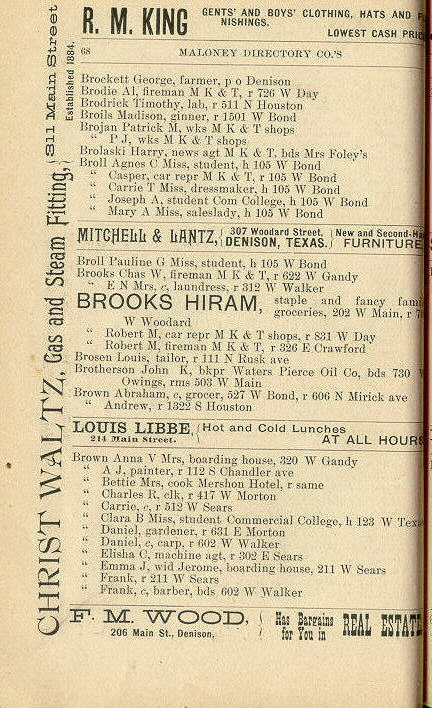 R. M. KING GENTS' AND BOYS' CLOTHING, HATS AND
NISHINGS.
LOWEST CASH
68 MALONEY DIRECTORY CO.'S
Brockett George, farmer, p o Denison
Brodie Al, fireman M K & T, r 726 W Day
Brodrick Timothy, lab, r 511 N Houston
Broils Madison, ginner, r 1501 W Bond
Brojan Patrick M, wks M K & T shops
" P J, wks M K & T shops
Brolaski Harry, news agt M K & T, bds Mrs Foley's
Broll Agnes C Miss, student, h 105 W Bond
" Casper, car repr M K & T, r 105 W Bond
" Carrie T Miss, dressmaker, h 105 W Bond
" Joseph A, student Com College, h 105 W Bond
" Mary A Miss, saleslady, h 105 W Bond
MITCHELL & LANTZ, 307 Woodard Street, DENISON, TEXAS. New and Second-Ha FURNITURE
Broll Pauline G Miss, student, h 105 W Bond
Brooks Chas W, fireman M K & T, r 622 W Gandy
" E N Mrs, c, laundress, r 312 W Walker
BROOKS HIRAM, staple and fancy fami
groceries, 202 W Main, r
W Woodard
" Robert M, car repr M K & T shops, r 831 W Day
" Robert M, fireman M K & T, r 326 E Crawford
Brosen Louis, tailor, r 111 N Rusk ave
Brotherson John K, bkpr Waters Pierce Oil Co, bds 730
Owings, rms 503 W Main
Brown Abraham, c, grocer, 527 W Bond, r 606 N Mirick ave
" Andrew, r 1322 S Houston
LOUIS LIBBE, Hot and Cold Lunches
214 Main Street. AT ALL HOURS
Brown Anna V Mrs, boarding house, 320 W Gandy
" A J, painter, r 112 S Chandler ave
" Bettie Mrs, cook Mershon Hotel, r same
" Charles R, clk, r 417 W Morton
" Carrie, c, r 512 W Sears
" Clara B Miss, student Commercial College, h 123 W Texa
" Daniel, gardener, r 631 E Morton
" Daniel, c, carp, r 602 W Walker
" Elisha C, machine agt, r 302 E Sears
" Emma J, wid Jerome, boarding house, 211 W Sears
" Frank, r 211 W Sears
" Frank, c, barber, bds 602 W Walker
F. M. WOOD, Has Bargains
206 Main St., Denison, for You in REAL ESTATE
CHRIST WALTZ, Gas and Steam Fitting, 311 Main Street
Established 1884.